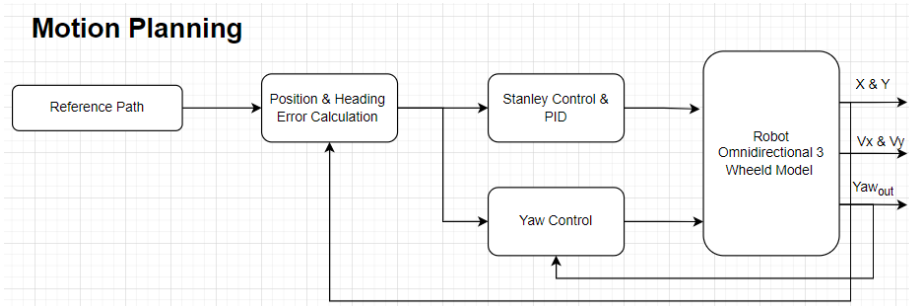 Motion Planning
Reference Path
Position & Heading
Error Calculation
Stanley Control &
PID
Yaw Control
Robot
Omnidirectional 3
Wheeld Model
X & Y
Vx & Vy
Yawout